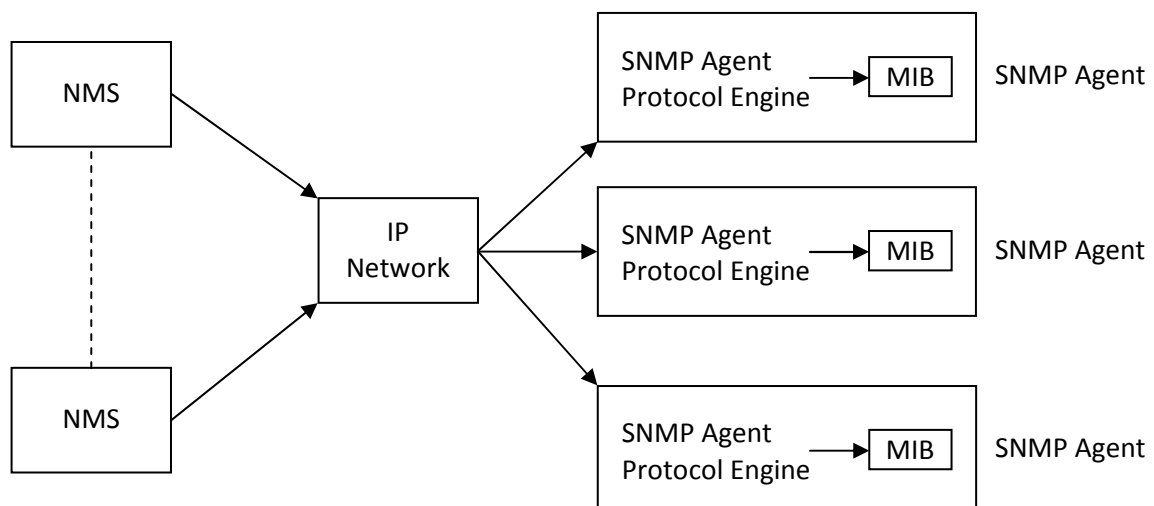 NMS
NMS
IP
Network
SNMP Agent
Protocol Engine
MIB
SNMP Agent
SNMP Agent
Protocol Engine
MIB
SNMP Agent
SNMP Agent
Protocol Engine
MIB
SNMP Agent